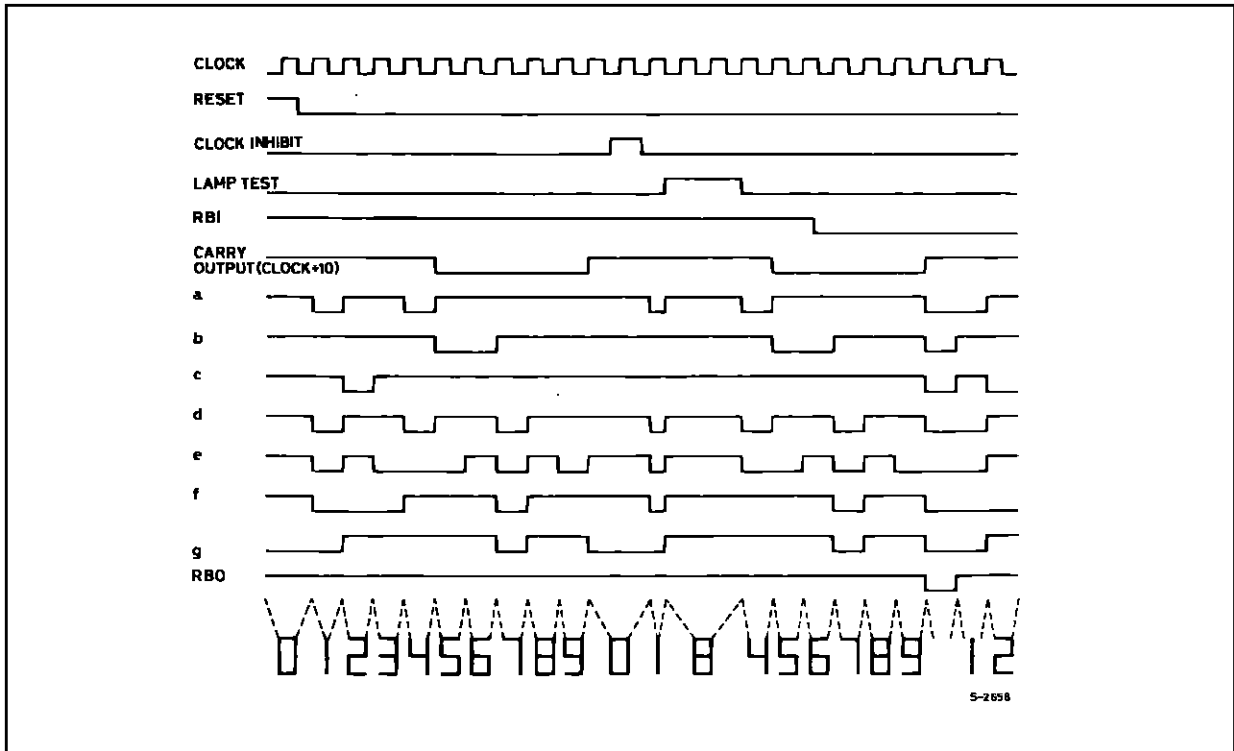 CLOCK
RESET
CLOCK INHIBIT
LAMP TEST
RBI
CARRY
OUTPUT(CLOCK÷10)
a
b
c
d
e
f
g
RBO
0 1 2 3 4 5 6 7 8 9 0 1 8 4 5 6 7 8 9 1 2
S-2658